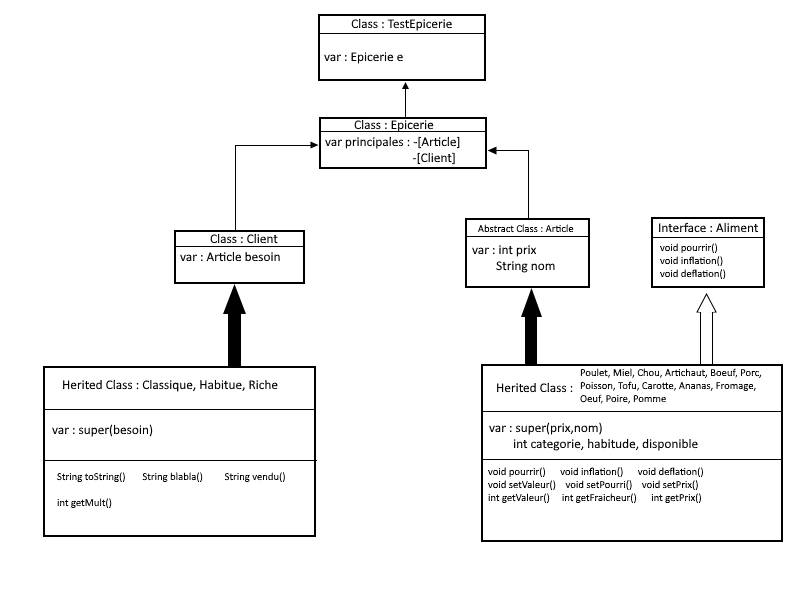 Class : TestEpicerie
var : Epicerie e
Class : Epicerie
var principales : -[Article]
-[Client]
Class : Client
var : Article besoin
Abstract Class : Article
var : int prix
String nom
Interface : Aliment
void pourrir()
void inflation()
void deflation()
Herited Class : Classique, Habitue, Riche
var : super(besoin)
String toString() String blabla() String vendu()
int getMult()
Herited Class :
Poulet, Miel, Chou, Artichaut, Boeuf, Porc,
Poisson, Tofu, Carotte, Ananas, Fromage,
Oeuf, Poire, Pomme
var : super(prix,nom)
int categorie, habitude, disponible
void pourrir() void inflation() void deflation()
void setValeur() void setPourri() void setPrix()
int getValeur() int getFraicheur() int getPrix()